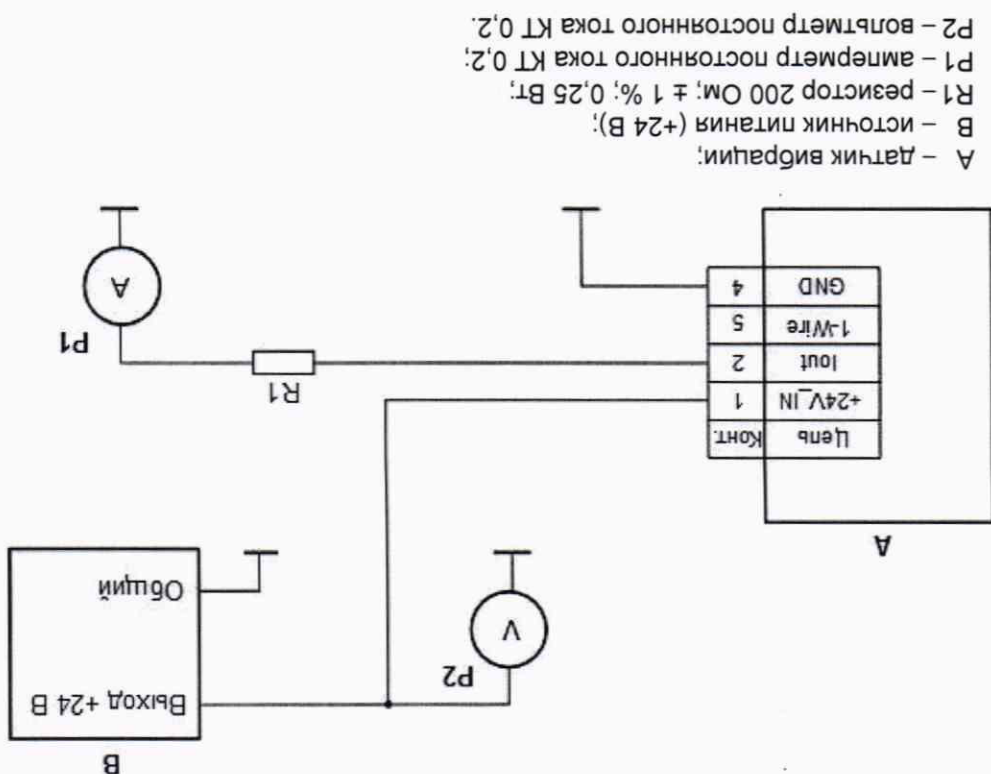 В
Выход +24 В
P2
V
Общий
А
Цепь Конт.
+24V_IN 1
Iout 2
1-Wire 5
GND 4
R1
P1
A
А – датчик вибрации;
В – источник питания (+24 В);
R1 – резистор 200 Ом; ± 1 %; 0,25 Вт;
P1 – амперметр постоянного тока КТ 0,2;
P2 – вольтметр постоянного тока КТ 0,2.